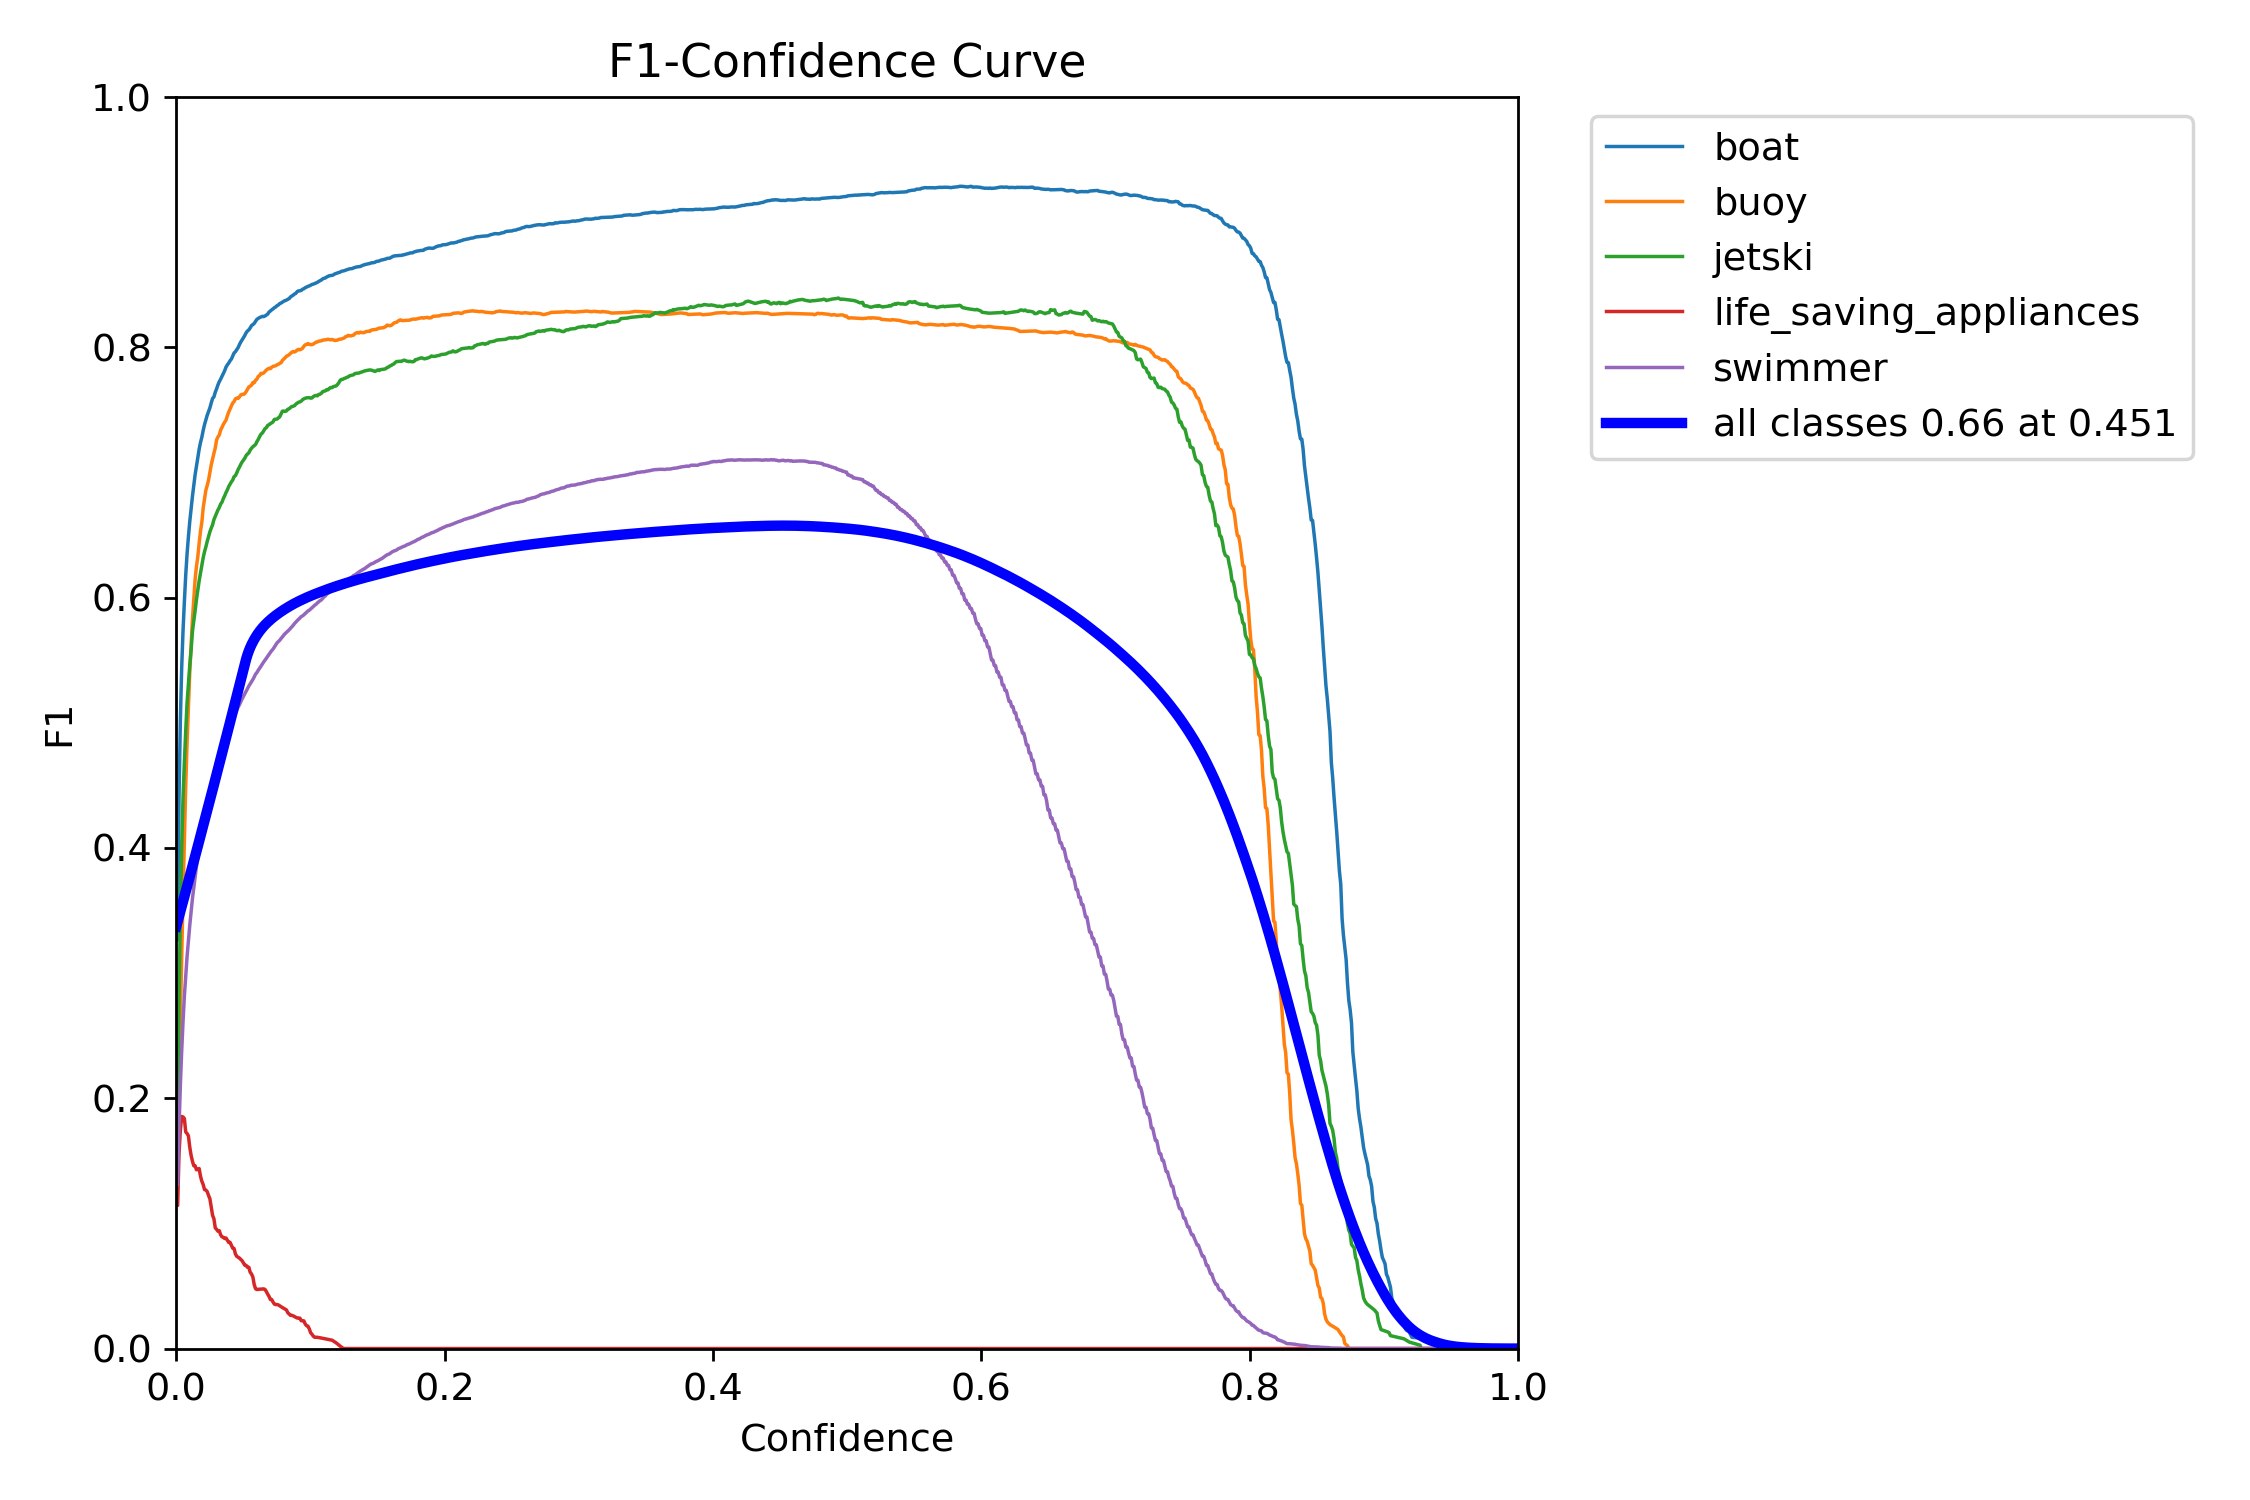 F1-Confidence Curve
1.0
0.8
0.6
0.4
0.2
0.0
F1
0.0 0.2 0.4 0.6 0.8 1.0
Confidence
boat
buoy
jetski
life_saving_appliances
swimmer
all classes 0.66 at 0.451